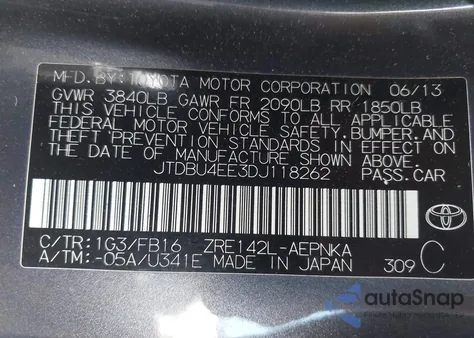 MFD.BY:TOYOTA MOTOR CORPORATION 06/13
GVWR 3840LB GAWR FR 2090LB RR 1850LB
THIS VEHICLE CONFORMS TO ALL APPLICABLE
FEDERAL MOTOR VEHICLE SAFETY, BUMPER, AND
THEFT PREVENTION STANDARDS IN EFFECT ON
THE DATE OF MANUFACTURE SHOWN ABOVE.
JTDBU4EE3DJ118262 PASS.CAR
TOYOTA
C/TR:1G3/FB16 ZRE142L-AEPNKA
A/TM:-05A/U341E MADE IN JAPAN 309 C
autoSnap